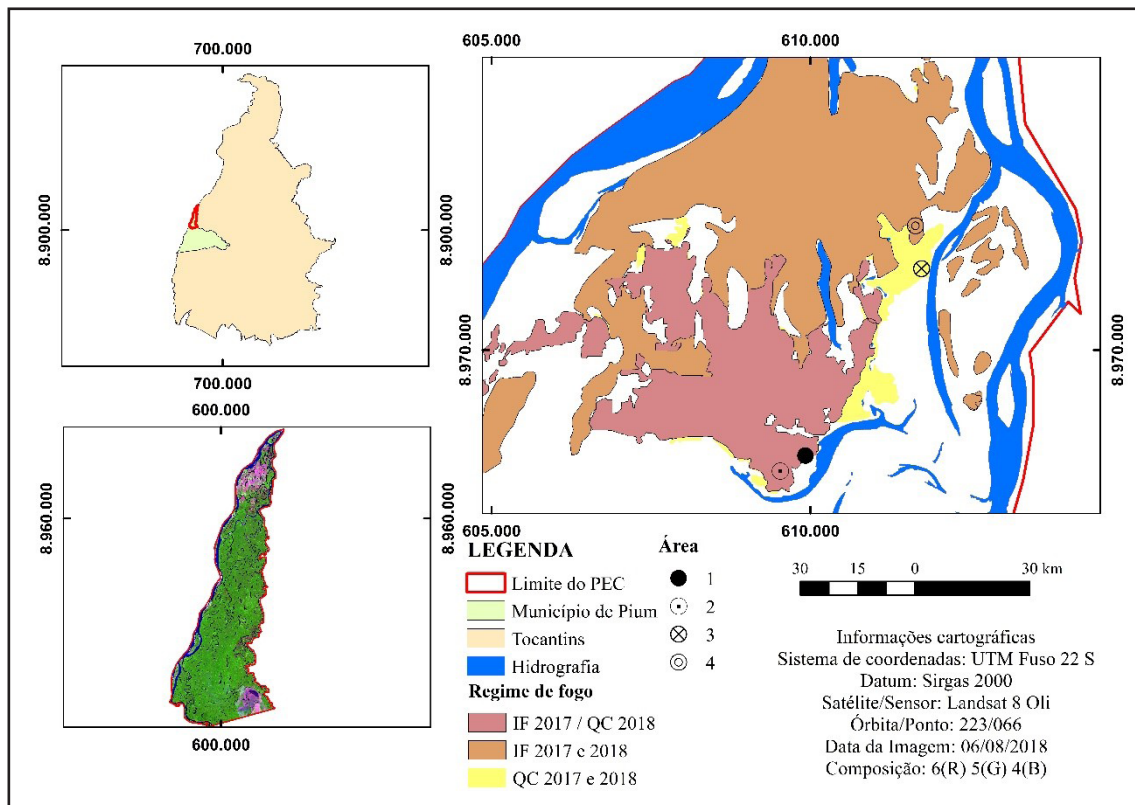 700.000
8.900.000
8.900.000
700.000
600.000
8.960.000
8.960.000
600.000
605.000
610.000
8.970.000
8.970.000
605.000
610.000
LEGENDA
Limite do PEC
Município de Pium
Tocantins
Hidrografia
Regime de fogo
IF 2017 / QC 2018
IF 2017 e 2018
QC 2017 e 2018
Área
1
2
3
4
30 15 0 30 km
Informações cartográficas
Sistema de coordenadas: UTM Fuso 22 S
Datum: Sirgas 2000
Satélite/Sensor: Landsat 8 Oli
Órbita/Ponto: 223/066
Data da Imagem: 06/08/2018
Composição: 6(R) 5(G) 4(B)